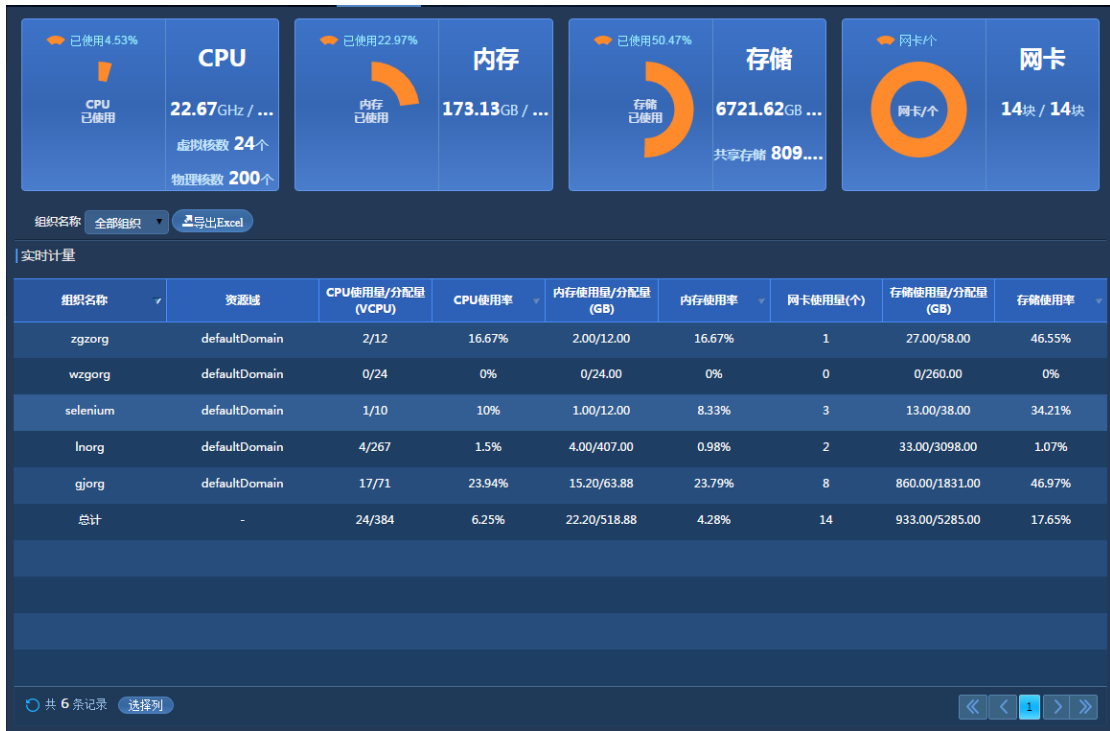 已使用4.53%
CPU
CPU
已使用
22.67GHz / ...
虚拟核数 24个
物理核数 200个
已使用22.97%
内存
内存
已使用
173.13GB / ...
已使用50.47%
存储
存储
已使用
6721.62GB ...
共享存储 809....
网卡/个
网卡
网卡/个
14块 / 14块
组织名称 全部组织 导出Excel
实时计量
组织名称 资源域 CPU使用量/分配量 (VCPU) CPU使用率 内存使用量/分配量 (GB) 内存使用率 网卡使用量(个) 存储使用量/分配量 (GB) 存储使用率
zgzorg defaultDomain 2/12 16.67% 2.00/12.00 16.67% 1 27.00/58.00 46.55%
wzgorg defaultDomain 0/24 0% 0/24.00 0% 0 0/260.00 0%
selenium defaultDomain 1/10 10% 1.00/12.00 8.33% 3 13.00/38.00 34.21%
lnorg defaultDomain 4/267 1.5% 4.00/407.00 0.98% 2 33.00/3098.00 1.07%
gjorg defaultDomain 17/71 23.94% 15.20/63.88 23.79% 8 860.00/1831.00 46.97%
总计 - 24/384 6.25% 22.20/518.88 4.28% 14 933.00/5285.00 17.65%
共 6 条记录 选择列 1